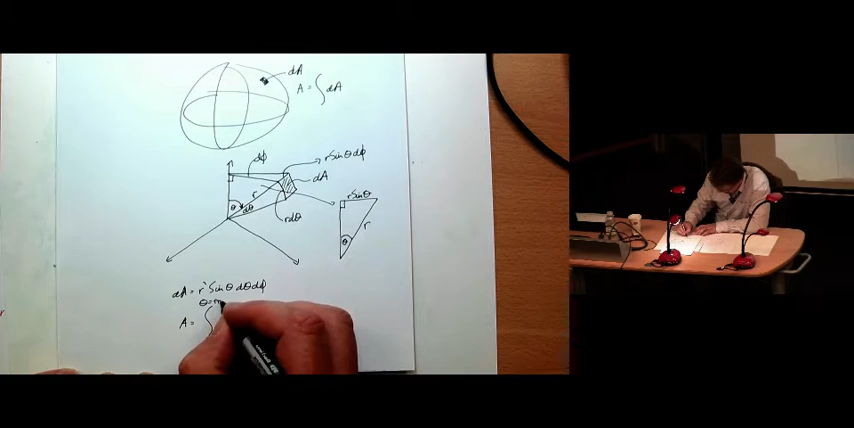 dA
A = ∫ dA
dϕ
r sin θ dϕ
dA
r
θ
dθ
r dθ
r sin θ
r
θ
dA = r² sin θ dθ dϕ
θ=π
A = ∫